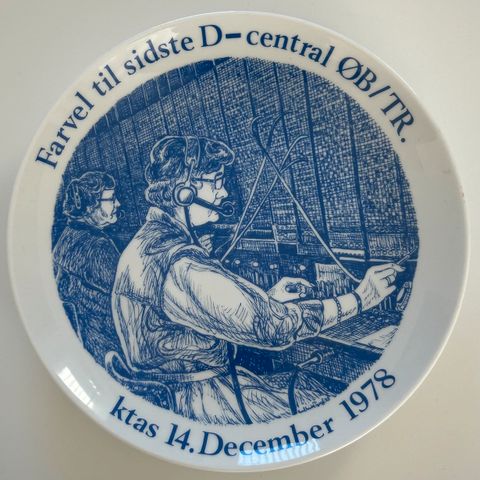 Farvel til sidste D-central ØB/TR.
ktas 14. December 1978